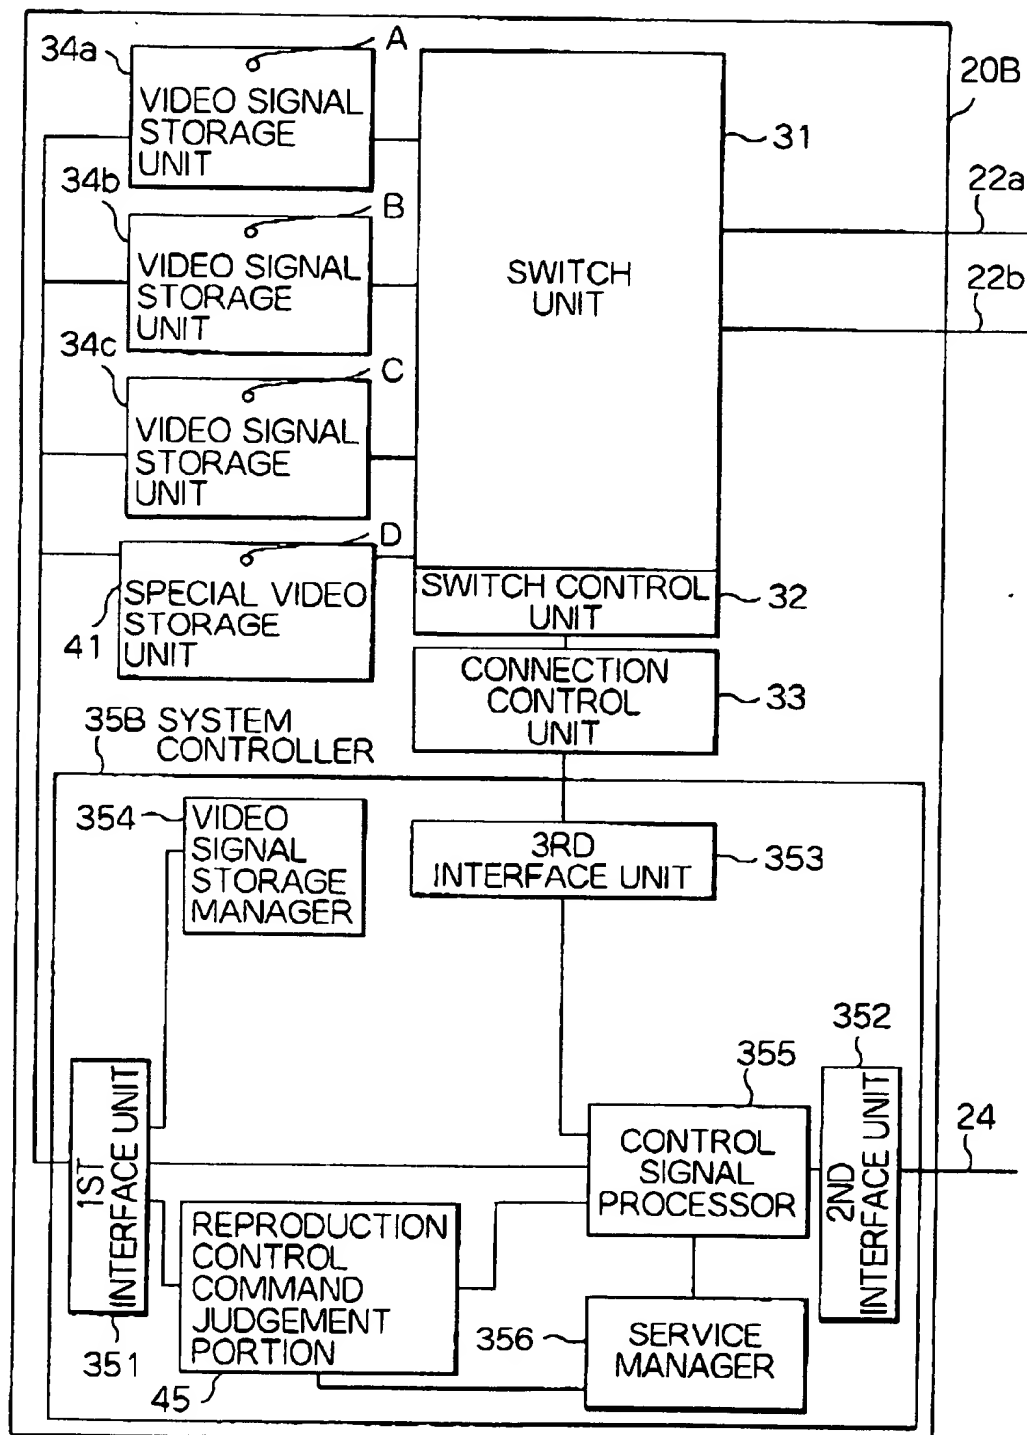 34a
A
VIDEO SIGNAL
STORAGE
UNIT
20B
31
22a
34b
B
VIDEO SIGNAL
STORAGE
UNIT
SWITCH
UNIT
22b
34c
C
VIDEO SIGNAL
STORAGE
UNIT
D
SPECIAL VIDEO
STORAGE
UNIT
41
SWITCH CONTROL
UNIT
32
CONNECTION
CONTROL
UNIT
33
35B SYSTEM
CONTROLLER
354
VIDEO
SIGNAL
STORAGE
MANAGER
3RD
INTERFACE UNIT
353
352
355
1ST
INTERFACE UNIT
351
CONTROL
SIGNAL
PROCESSOR
2ND
INTERFACE UNIT
24
REPRODUCTION
CONTROL
COMMAND
JUDGEMENT
PORTION
45
356
SERVICE
MANAGER